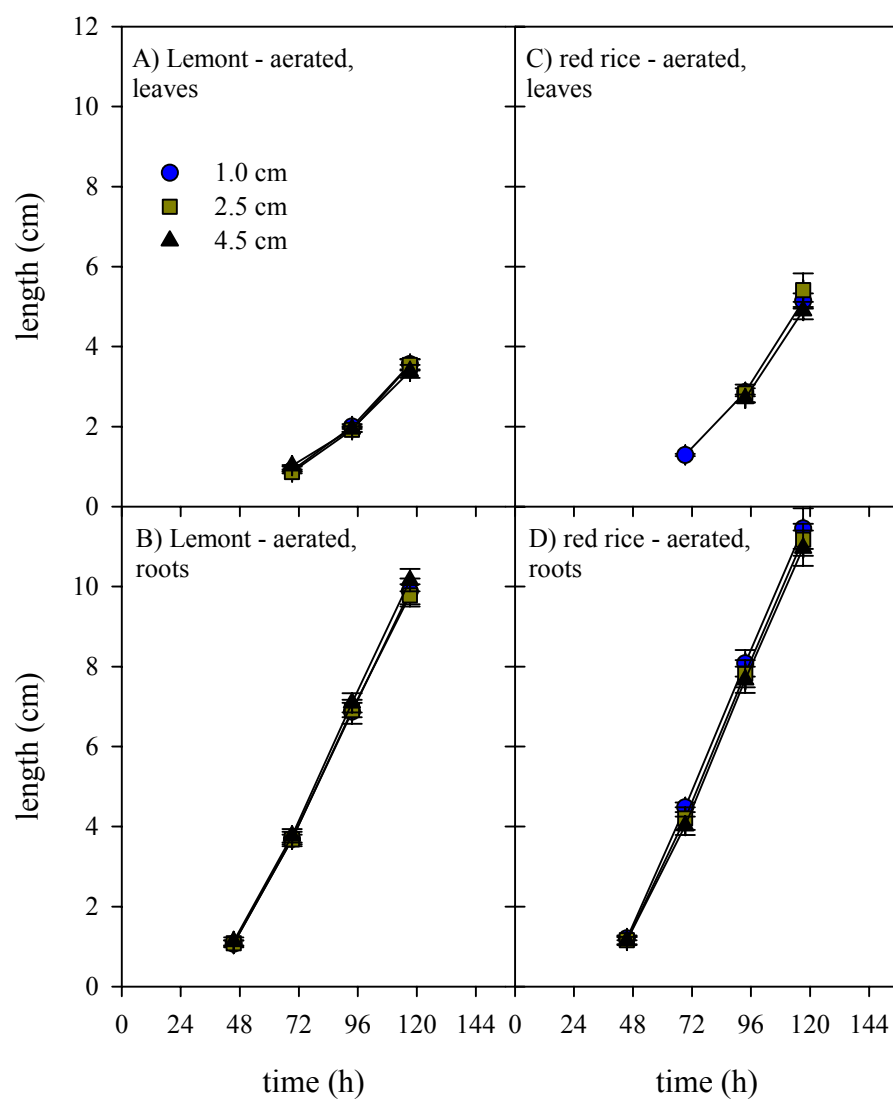 12
10
8
6
4
2
0
length (cm)
A) Lemont - aerated,
leaves
1.0 cm
2.5 cm
4.5 cm
C) red rice - aerated,
leaves
10
8
6
4
2
0
length (cm)
B) Lemont - aerated,
roots
D) red rice - aerated,
roots
0 24 48 72 96 120 144
0 24 48 72 96 120 144
time (h)
time (h)